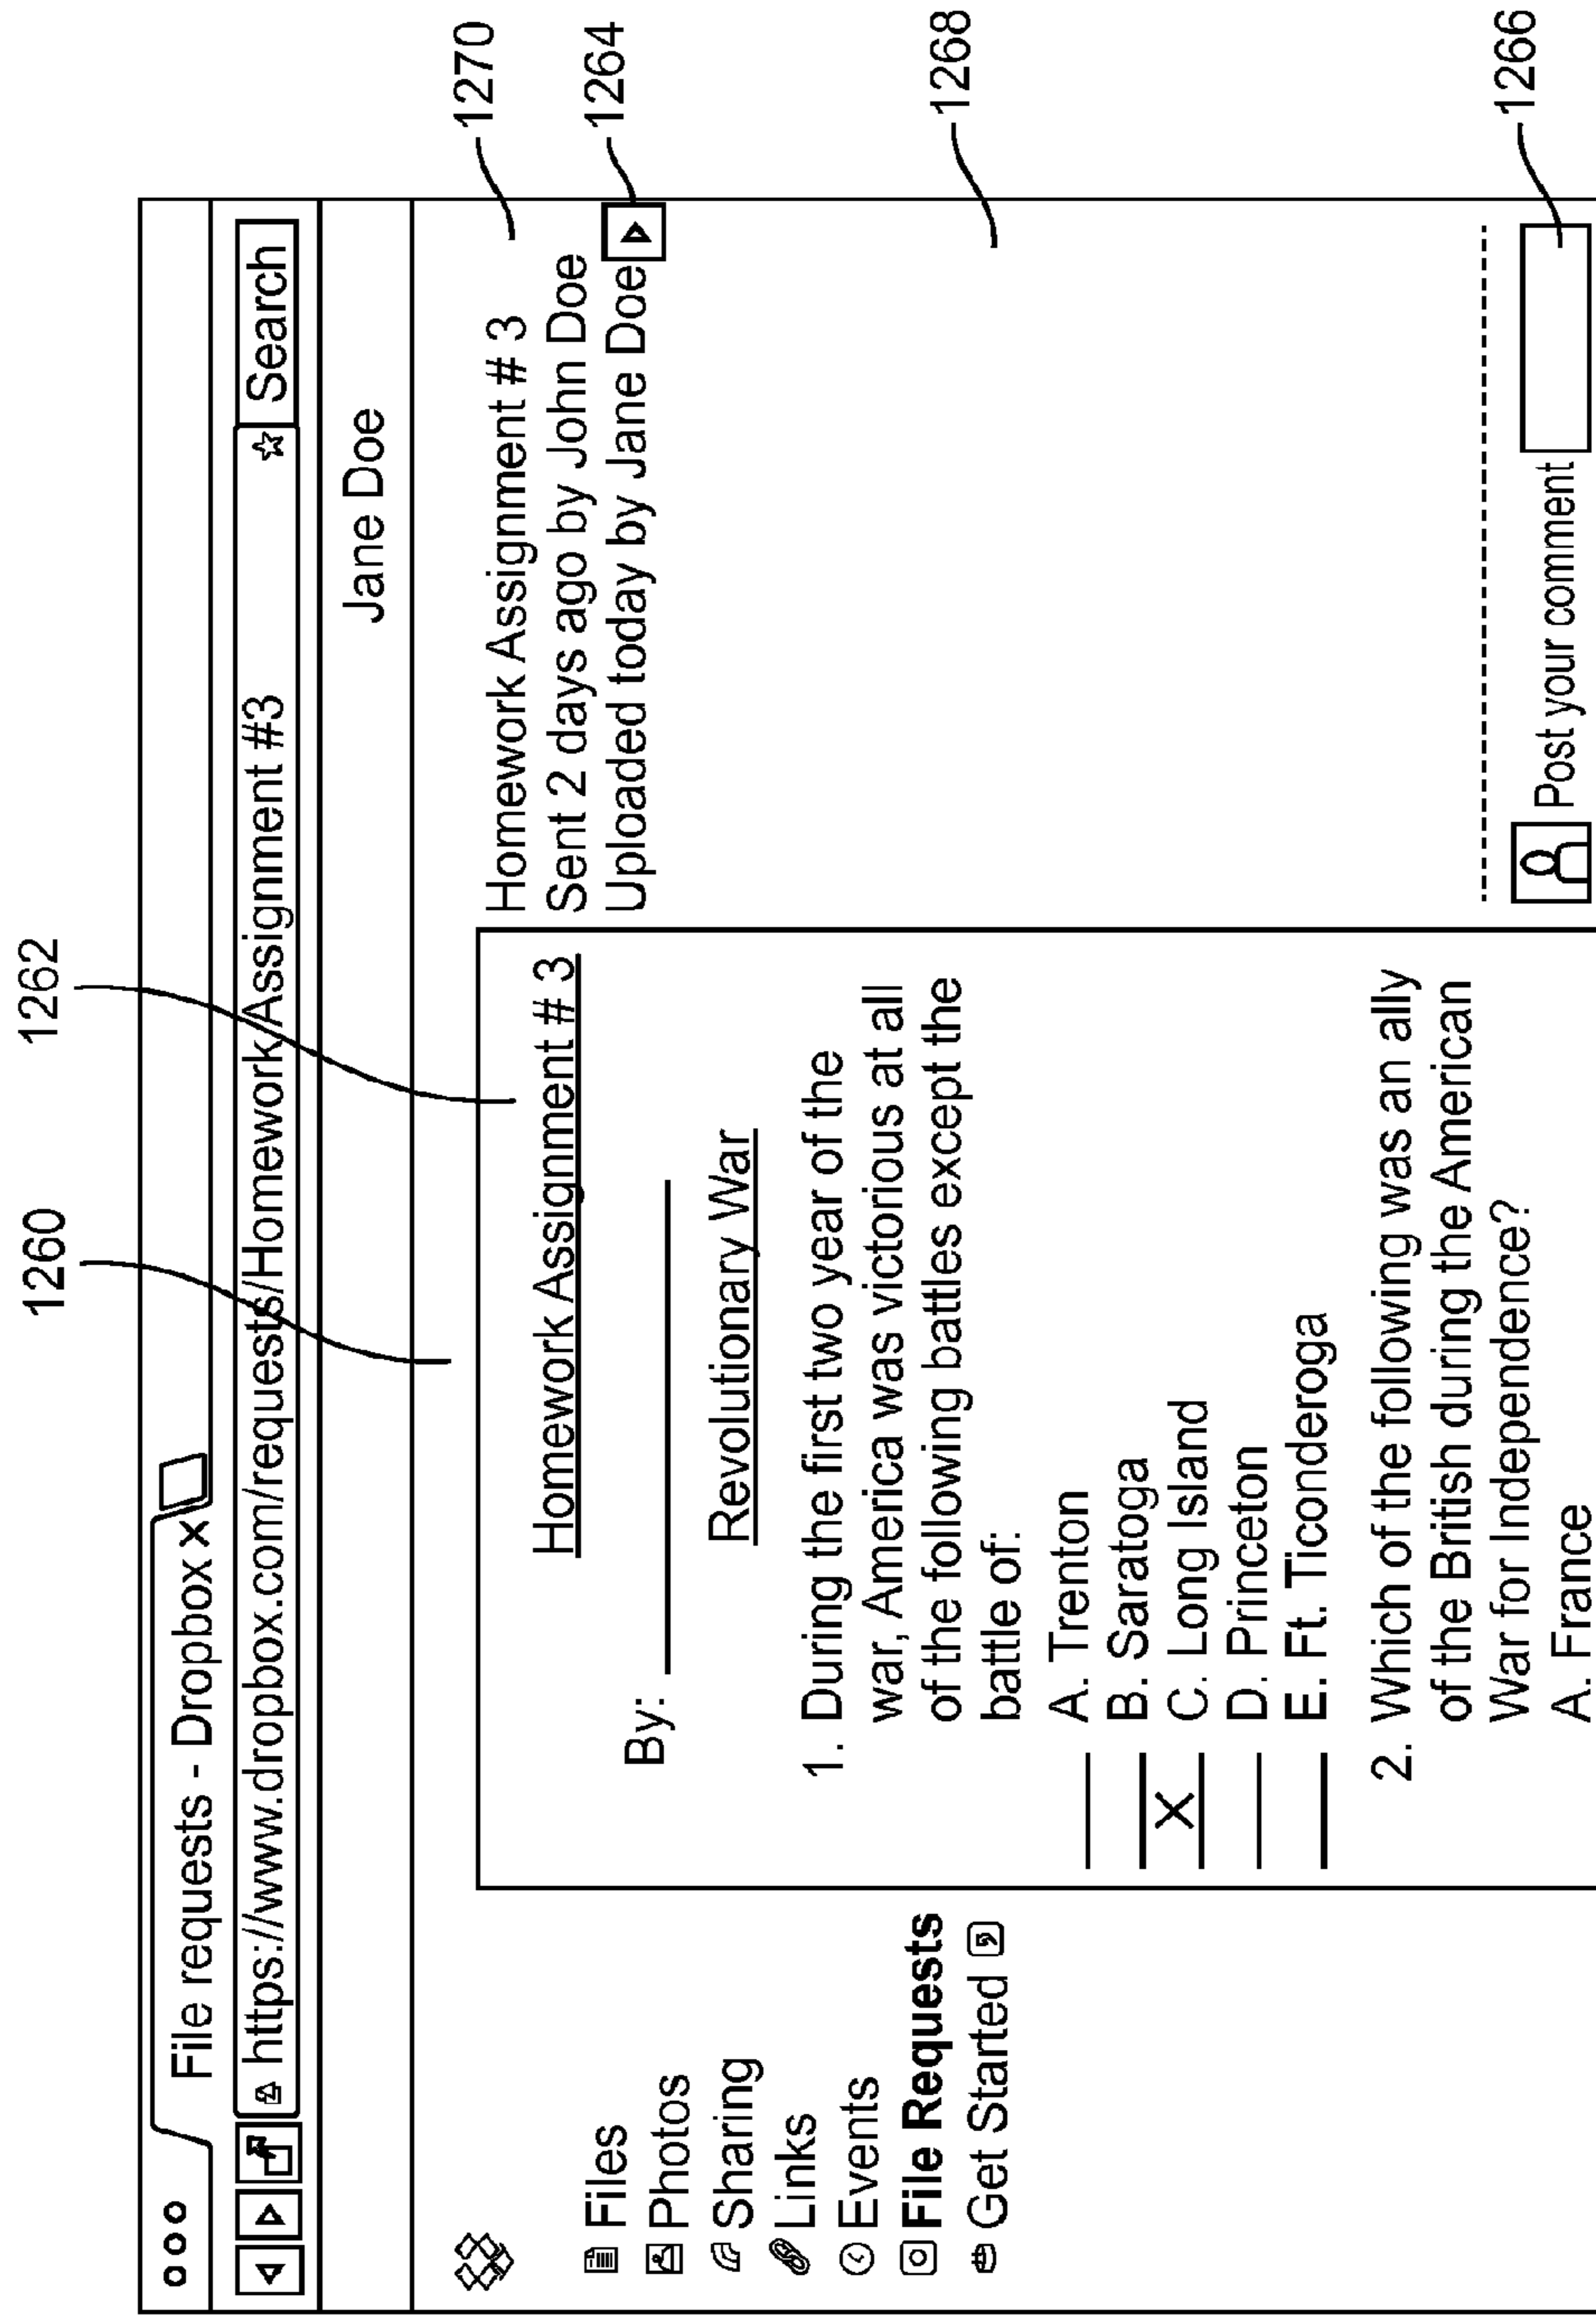 1260
1262
File requests - Dropbox X
https://www.dropbox.com/requests/Homework Assignment #3
Search
Jane Doe
Files
Photos
Sharing
Links
Events
File Requests
Get Started
Homework Assignment # 3
By:
Revolutionary War
1. During the first two year of the
war, America was victorious at all
of the following battles except the
battle of:
A. Trenton
B. Saratoga
X C. Long Island
D. Princeton
E. Ft. Ticonderoga
2. Which of the following was an ally
of the British during the American
War for Independence?
A. France
Homework Assignment # 3
Sent 2 days ago by John Doe
Uploaded today by Jane Doe
Post your comment
1270
1264
1268
1266